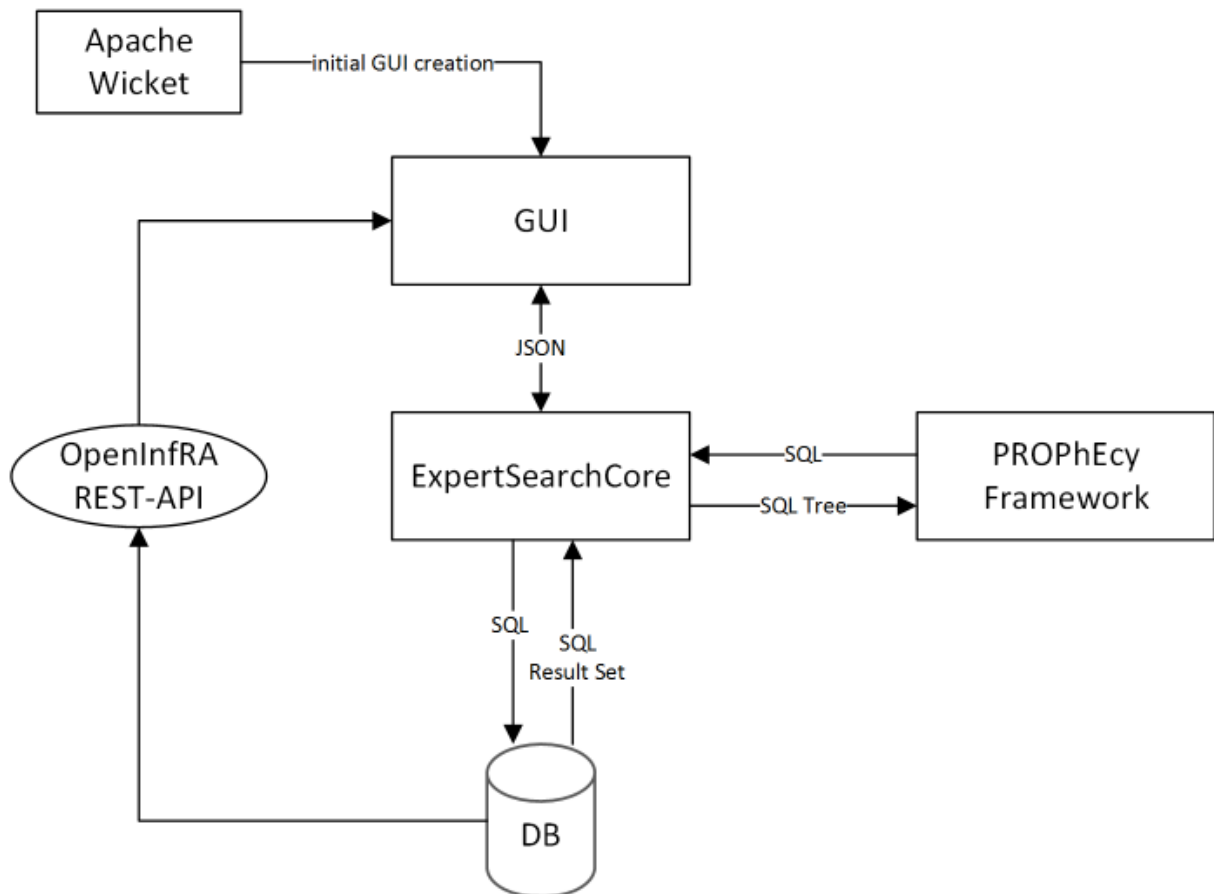 Apache
Wicket
initial GUI creation
GUI
JSON
OpenInfRA
REST-API
ExpertSearchCore
SQL
SQL Tree
PROPhEcy
Framework
SQL
SQL
Result Set
DB